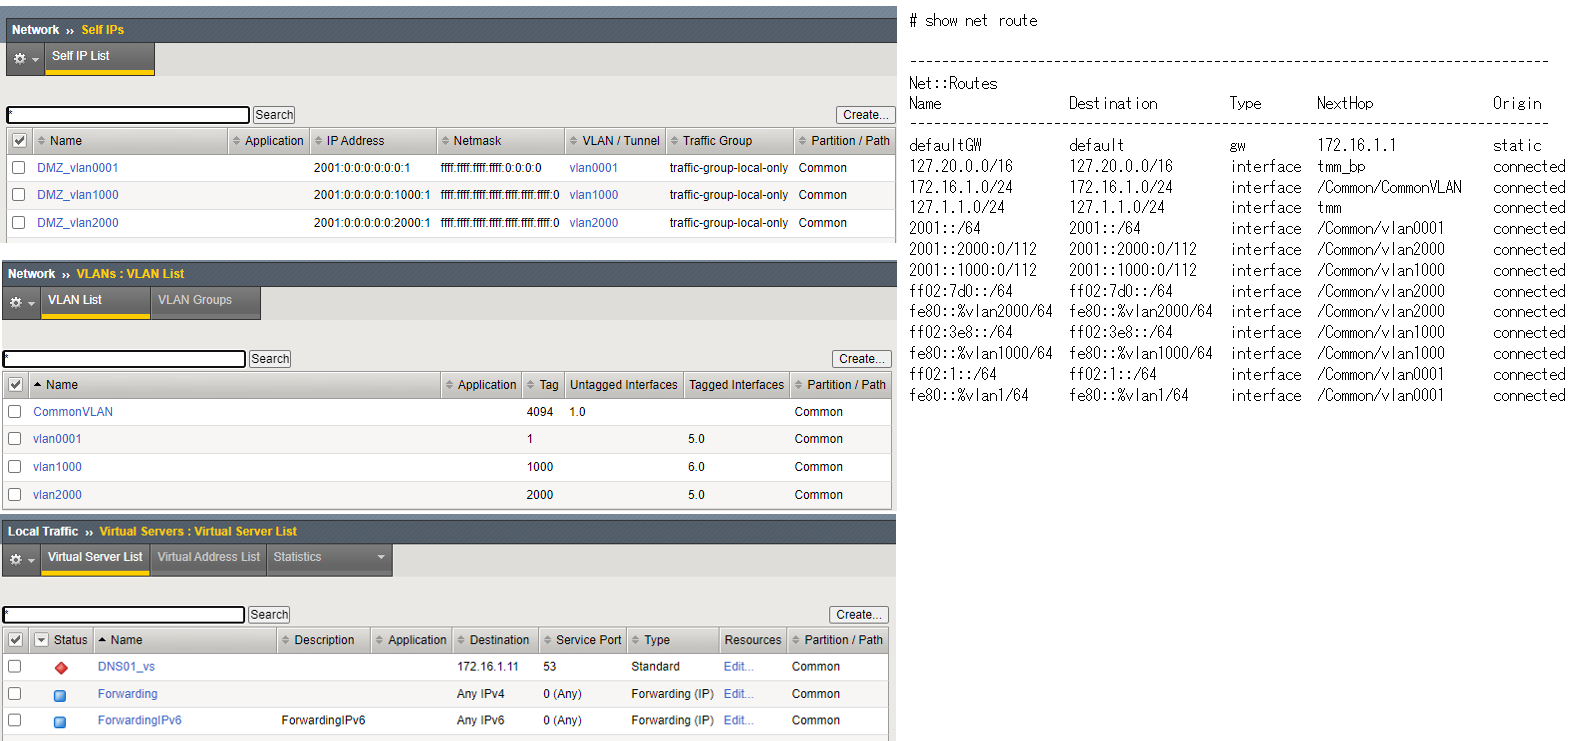 Network ›› Self IPs
Self IP List
* Search Create...
Name Application IP Address Netmask VLAN / Tunnel Traffic Group Partition / Path
DMZ_vlan0001 2001:0:0:0:0:0:0:1 ffff:ffff:ffff:ffff:0:0:0:0 vlan0001 traffic-group-local-only Common
DMZ_vlan1000 2001:0:0:0:0:0:1000:1 ffff:ffff:ffff:ffff:ffff:ffff:ffff:0 vlan1000 traffic-group-local-only Common
DMZ_vlan2000 2001:0:0:0:0:0:2000:1 ffff:ffff:ffff:ffff:ffff:ffff:ffff:0 vlan2000 traffic-group-local-only Common
Network ›› VLANs : VLAN List
VLAN List VLAN Groups
* Search Create...
Name Application Tag Untagged Interfaces Tagged Interfaces Partition / Path
CommonVLAN 4094 1.0 Common
vlan0001 1 5.0 Common
vlan1000 1000 6.0 Common
vlan2000 2000 5.0 Common
Local Traffic ›› Virtual Servers : Virtual Server List
Virtual Server List Virtual Address List Statistics
* Search Create...
Status Name Description Application Destination Service Port Type Resources Partition / Path
DNS01_vs 172.16.1.11 53 Standard Edit... Common
Forwarding Any IPv4 0 (Any) Forwarding (IP) Edit... Common
ForwardingIPv6 ForwardingIPv6 Any IPv6 0 (Any) Forwarding (IP) Edit... Common
# show net route
--------------------------------------------------------------------------------
Net::Routes
Name Destination Type NextHop Origin
--------------------------------------------------------------------------------
defaultGW default gw 172.16.1.1 static
127.20.0.0/16 127.20.0.0/16 interface tmm_bp connected
172.16.1.0/24 172.16.1.0/24 interface /Common/CommonVLAN connected
127.1.1.0/24 127.1.1.0/24 interface tmm connected
2001::/64 2001::/64 interface /Common/vlan0001 connected
2001::2000:0/112 2001::2000:0/112 interface /Common/vlan2000 connected
2001::1000:0/112 2001::1000:0/112 interface /Common/vlan1000 connected
ff02:7d0::/64 ff02:7d0::/64 interface /Common/vlan2000 connected
fe80::%vlan2000/64 fe80::%vlan2000/64 interface /Common/vlan2000 connected
ff02:3e8::/64 ff02:3e8::/64 interface /Common/vlan1000 connected
fe80::%vlan1000/64 fe80::%vlan1000/64 interface /Common/vlan1000 connected
ff02:1::/64 ff02:1::/64 interface /Common/vlan0001 connected
fe80::%vlan1/64 fe80::%vlan1/64 interface /Common/vlan0001 connected